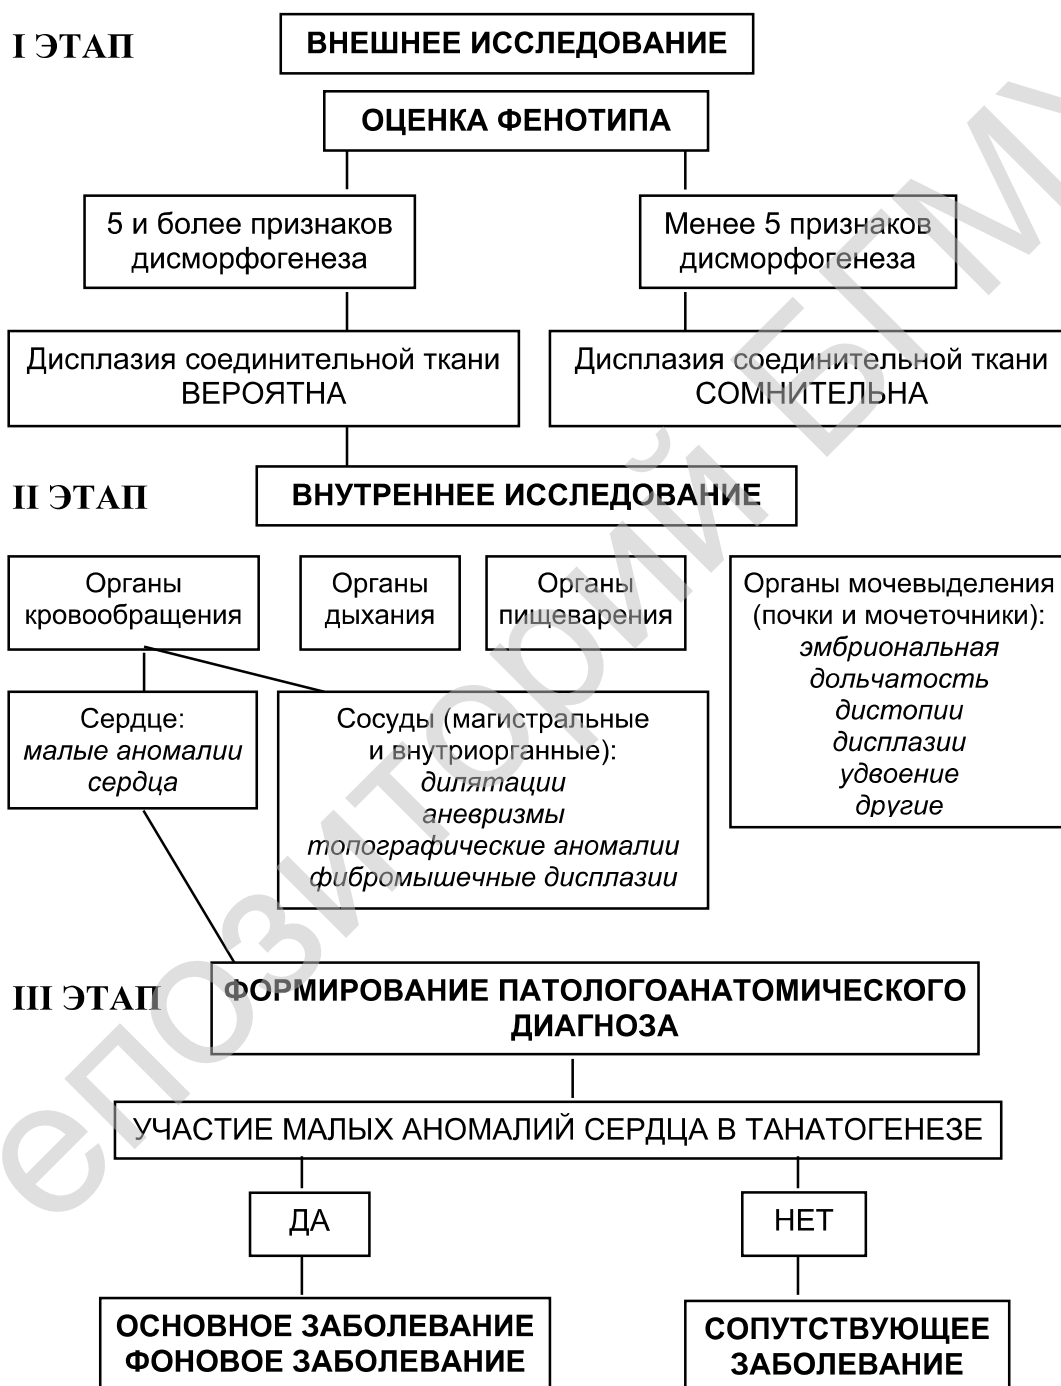 I ЭТАП
ВНЕШНЕЕ ИССЛЕДОВАНИЕ
ОЦЕНКА ФЕНОТИПА
5 и более признаков
дисморфогенеза
Менее 5 признаков
дисморфогенеза
Дисплазия соединительной ткани
ВЕРОЯТНА
Дисплазия соединительной ткани
СОМНИТЕЛЬНА
II ЭТАП
ВНУТРЕННЕЕ ИССЛЕДОВАНИЕ
Органы
кровообращения
Органы
дыхания
Органы
пищеварения
Органы мочевыделения
(почки и мочеточники):
эмбриональная
дольчатость
дистопии
дисплазии
удвоение
другие
Сердце:
малые аномалии
сердца
Сосуды (магистральные
и внутриорганные):
дилятации
аневризмы
топографические аномалии
фибромышечные дисплазии
III ЭТАП
ФОРМИРОВАНИЕ ПАТОЛОГОАНАТОМИЧЕСКОГО
ДИАГНОЗА
УЧАСТИЕ МАЛЫХ АНОМАЛИЙ СЕРДЦА В ТАНАТОГЕНЕЗЕ
ДА
НЕТ
ОСНОВНОЕ ЗАБОЛЕВАНИЕ
ФОНОВОЕ ЗАБОЛЕВАНИЕ
СОПУТСТВУЮЩЕЕ
ЗАБОЛЕВАНИЕ
епозиторий БГМУ